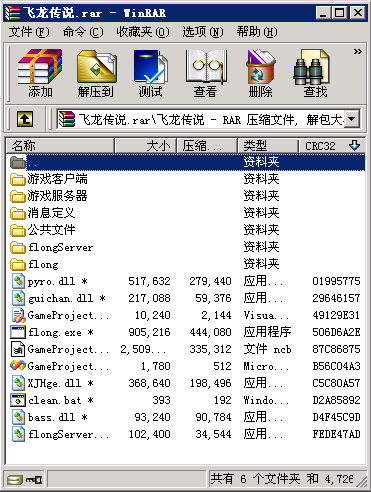 飞龙传说.rar - WinRAR
文件(F) 命令(C) 收藏夹(O) 选项(N) 帮助(H)
添加 解压到 测试 查看 删除 查找 »
飞龙传说.rar\飞龙传说 - RAR 压缩文件, 解包大
名称 大小 压缩... 类型 CRC32
.. 资料夹
游戏客户端 资料夹
游戏服务器 资料夹
消息定义 资料夹
公共文件 资料夹
flongServer 资料夹
flong 资料夹
pyro.dll * 517,632 279,440 应用... 01995775
guichan.dll * 217,088 59,376 应用... 29646157
GameProject... 10,240 2,144 Visua... 49129E31
flong.exe * 905,216 444,080 应用程序 506D6A2E
GameProject... 2,509... 335,312 文件 ncb 87C86875
GameProject... 1,780 512 Micro... B56C04A3
XJHge.dll * 368,640 198,496 应用... C5C80A57
clean.bat * 393 192 Windo... D2A85892
bass.dll * 93,240 90,784 应用... D4F45C9D
flongServer... 102,400 34,544 应用... FEDE47AD
共有 6 个文件夹 和 4,726